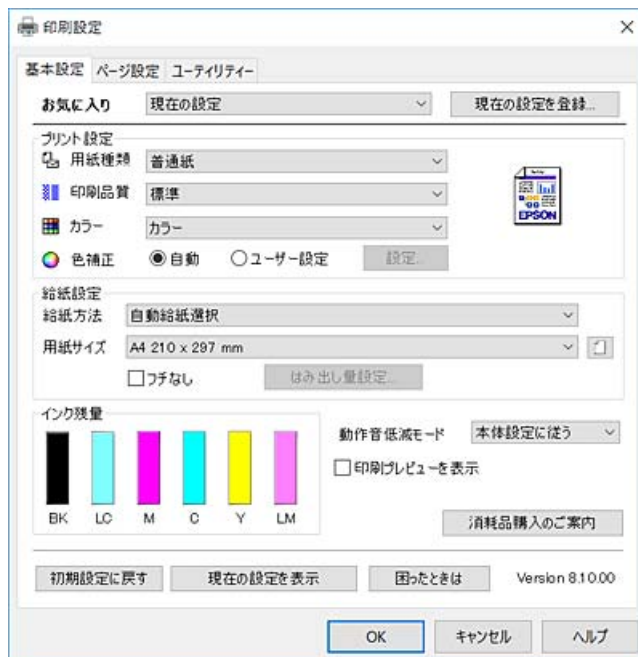 印刷設定
基本設定 ページ設定 ユーティリティー
お気に入り 現在の設定 現在の設定を登録...
プリント設定
用紙種類 普通紙
印刷品質 標準
カラー カラー
色補正 自動 ユーザー設定 設定...
EPSON
給紙設定
給紙方法 自動給紙選択
用紙サイズ A4 210 x 297 mm
フチなし はみ出し量設定...
インク残量
動作音低減モード 本体設定に従う
印刷プレビューを表示
BK LC M C Y LM
消耗品購入のご案内
初期設定に戻す 現在の設定を表示 困ったときは Version 8.10.00
OK キャンセル ヘルプ